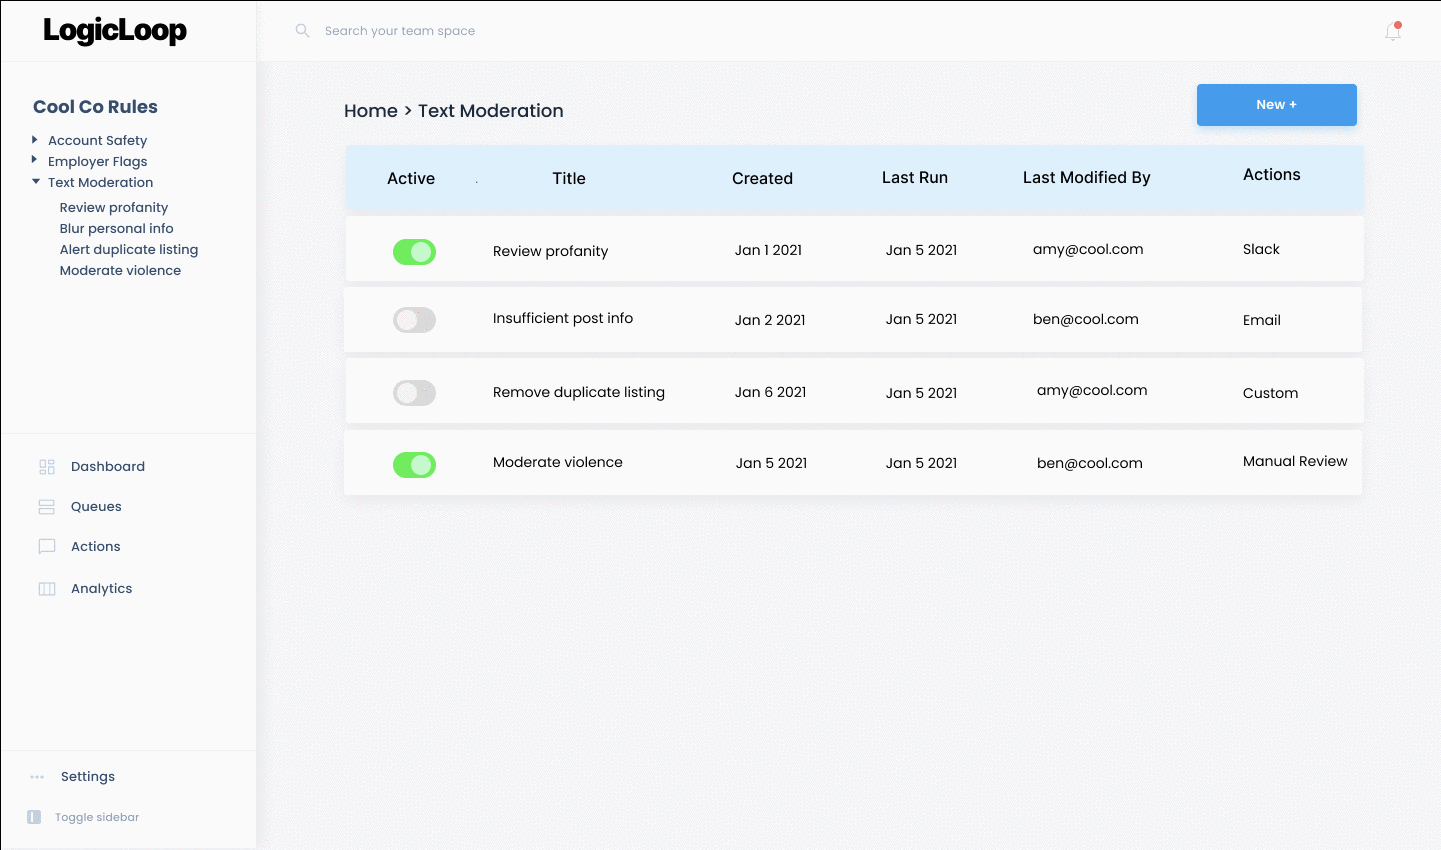 LogicLoop
Search your team space
Cool Co Rules
Account Safety
Employer Flags
Text Moderation
Review profanity
Blur personal info
Alert duplicate listing
Moderate violence
Dashboard
Queues
Actions
Analytics
Settings
Toggle sidebar
Home > Text Moderation
New +
Active . Title Created Last Run Last Modified By Actions
Review profanity Jan 1 2021 Jan 5 2021 amy@cool.com Slack
Insufficient post info Jan 2 2021 Jan 5 2021 ben@cool.com Email
Remove duplicate listing Jan 6 2021 Jan 5 2021 amy@cool.com Custom
Moderate violence Jan 5 2021 Jan 5 2021 ben@cool.com Manual Review